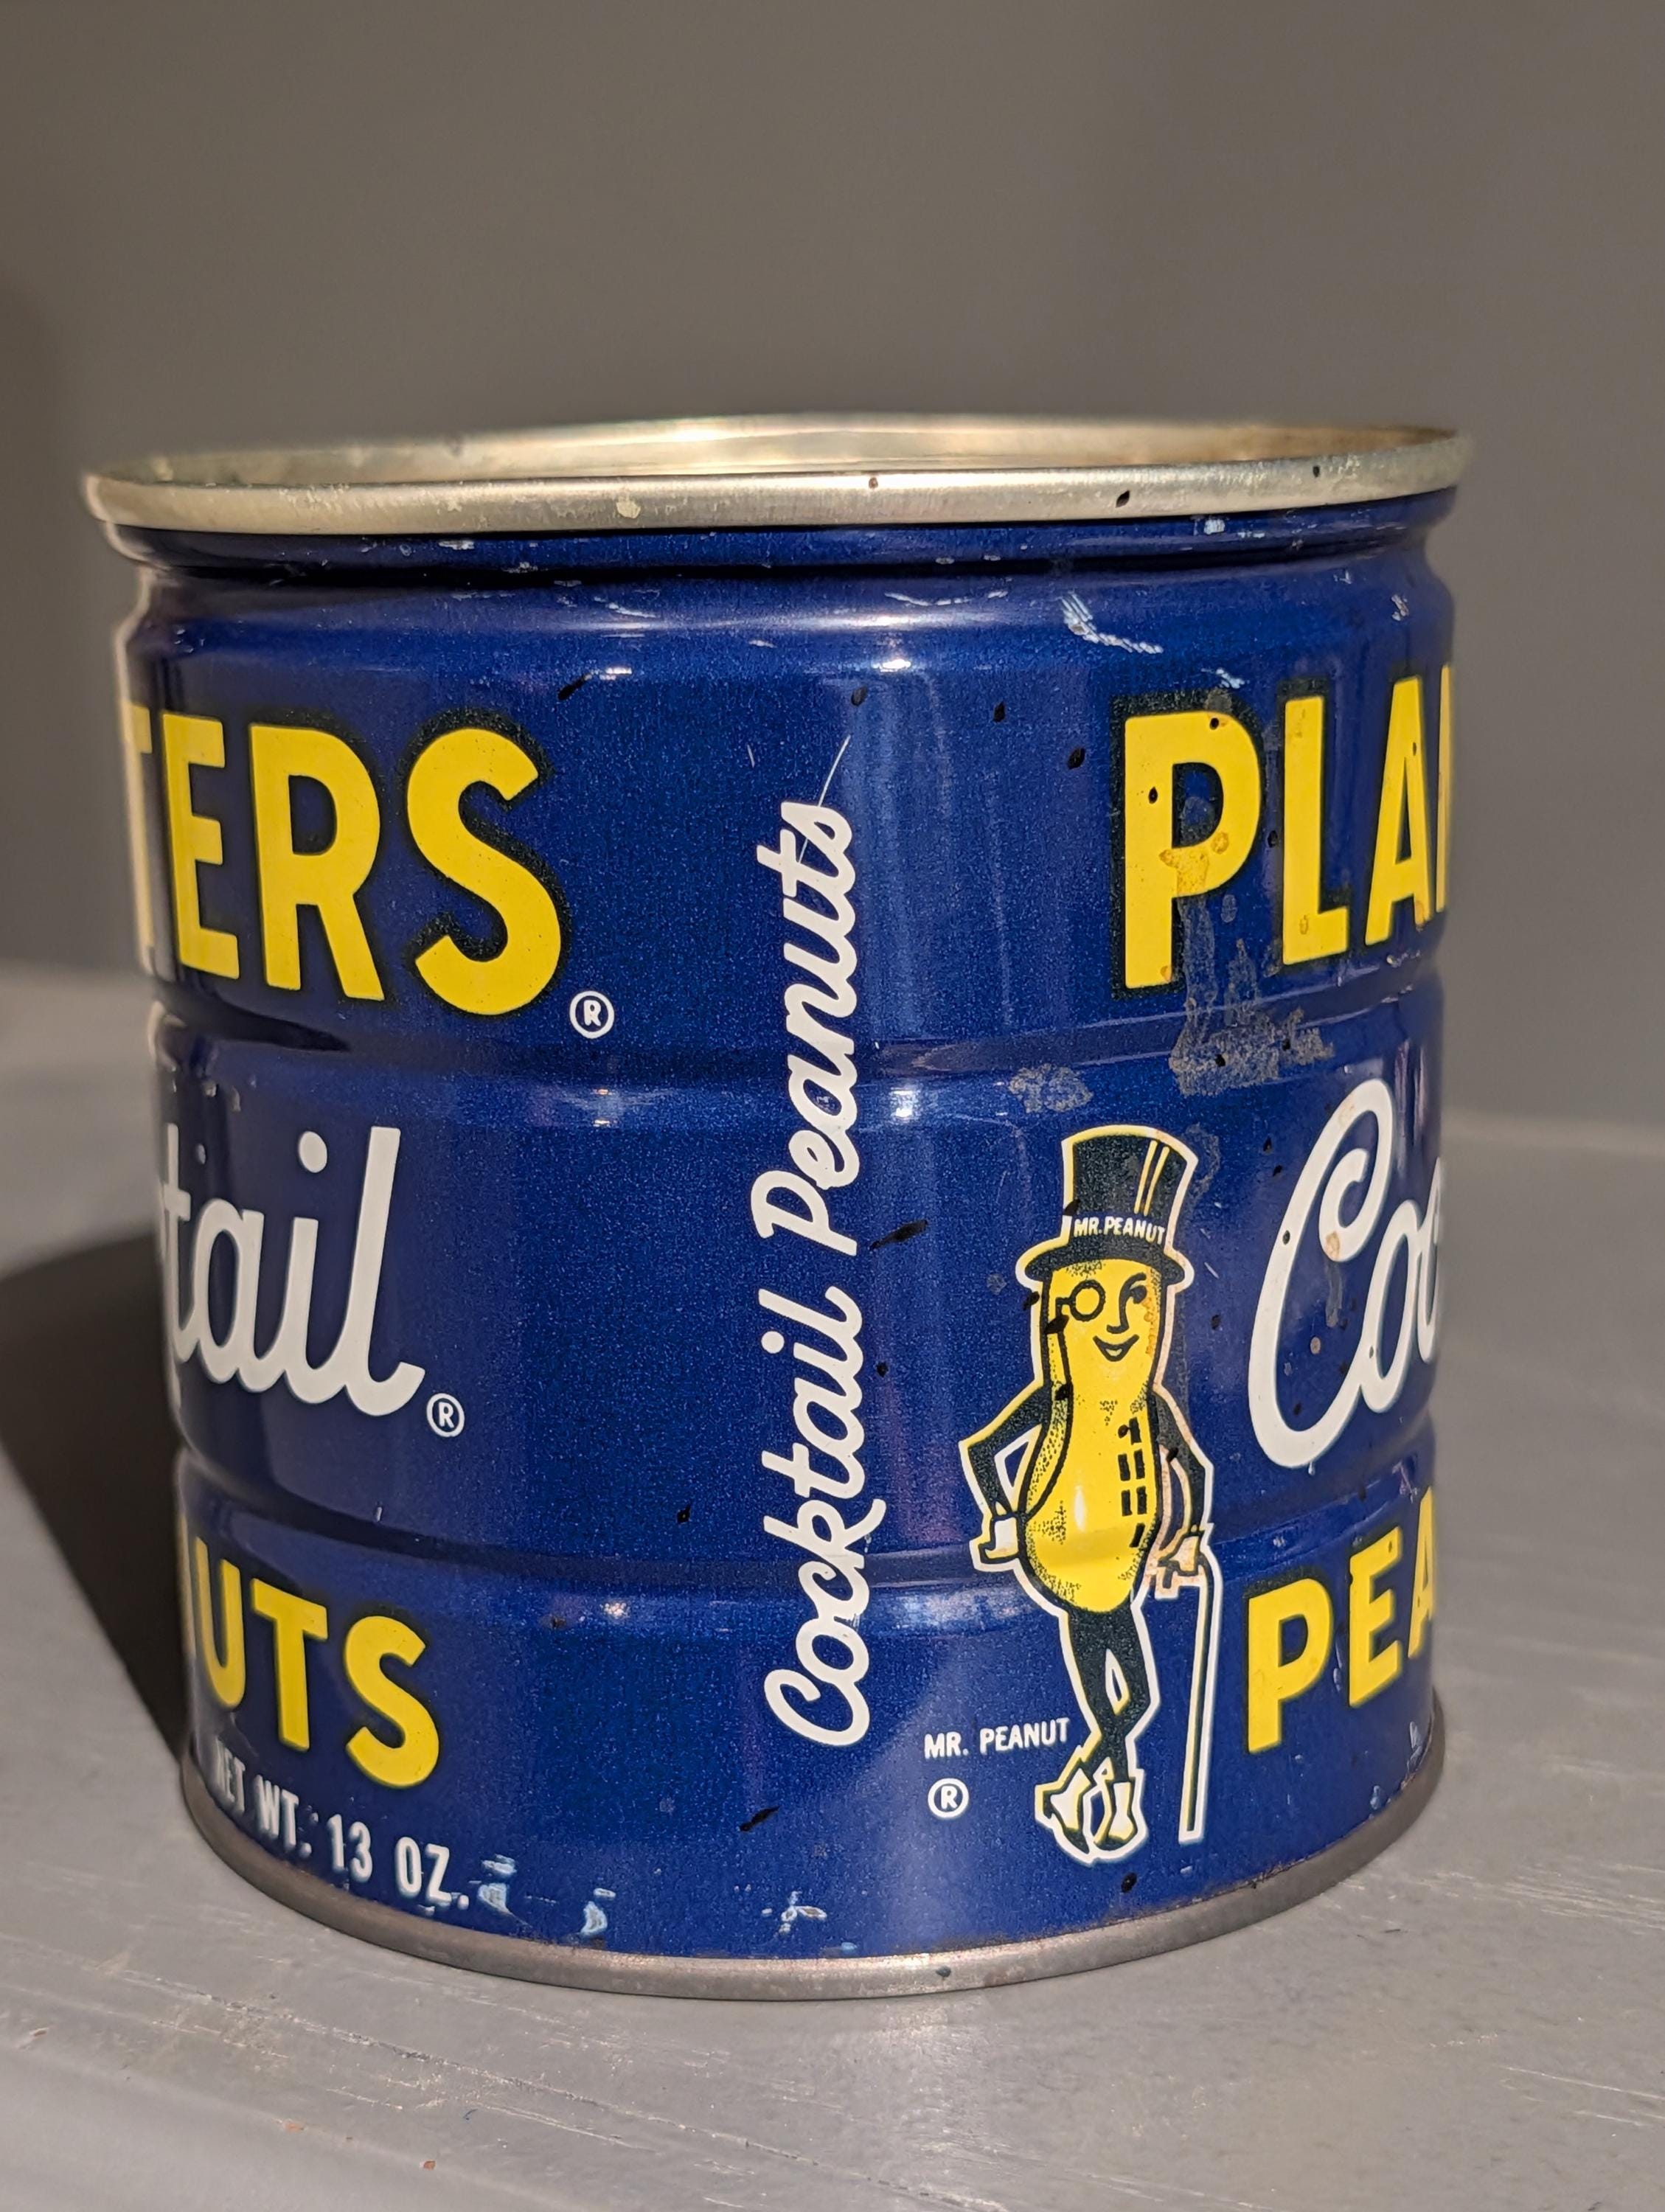 TERS®
tail®
UTS
NET WT. 13 OZ.
Cocktail Peanuts
PLAN
MR. PEANUT
Coc
MR. PEANUT
®
PEA